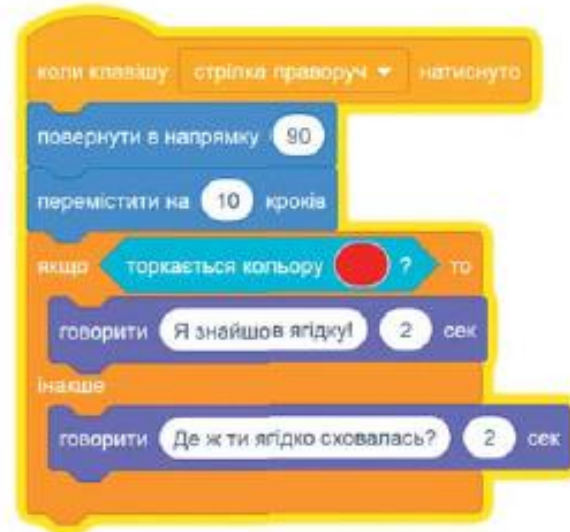 коли клавішу стрілка праворуч натиснуто
повернути в напрямку 90
перемістити на 10 кроків
якщо торкається кольору ? то
говорити Я знайшов ягідку! 2 сек
інакше
говорити Де ж ти ягідко сховалась? 2 сек